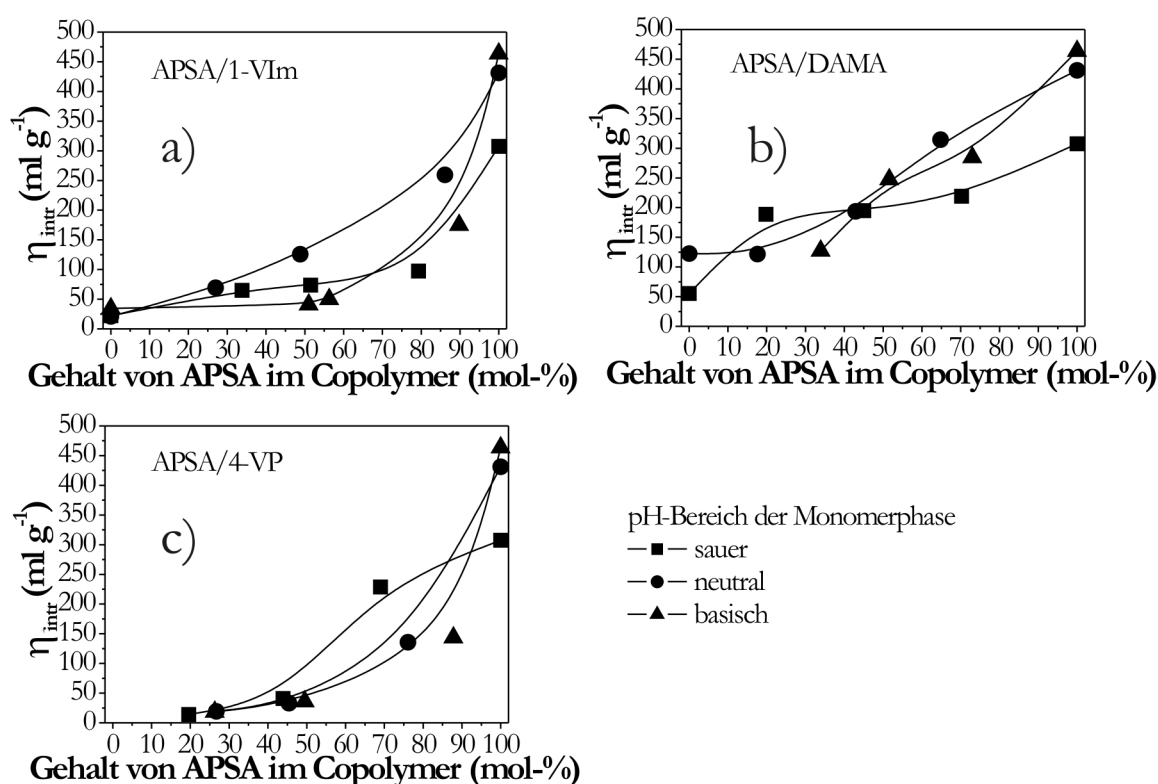 500
450
400
350
300
250
200
150
100
50
0
η_intr (ml g⁻¹)
APSA/1-VIm
a)
0 10 20 30 40 50 60 70 80 90 100
Gehalt von APSA im Copolymer (mol-%)
500
450
400
350
300
250
200
150
100
50
0
η_intr (ml g⁻¹)
APSA/DAMA
b)
0 10 20 30 40 50 60 70 80 90 100
Gehalt von APSA im Copolymer (mol-%)
500
450
400
350
300
250
200
150
100
50
0
η_intr (ml g⁻¹)
APSA/4-VP
c)
0 10 20 30 40 50 60 70 80 90 100
Gehalt von APSA im Copolymer (mol-%)
pH-Bereich der Monomerphase
sauer
neutral
basisch